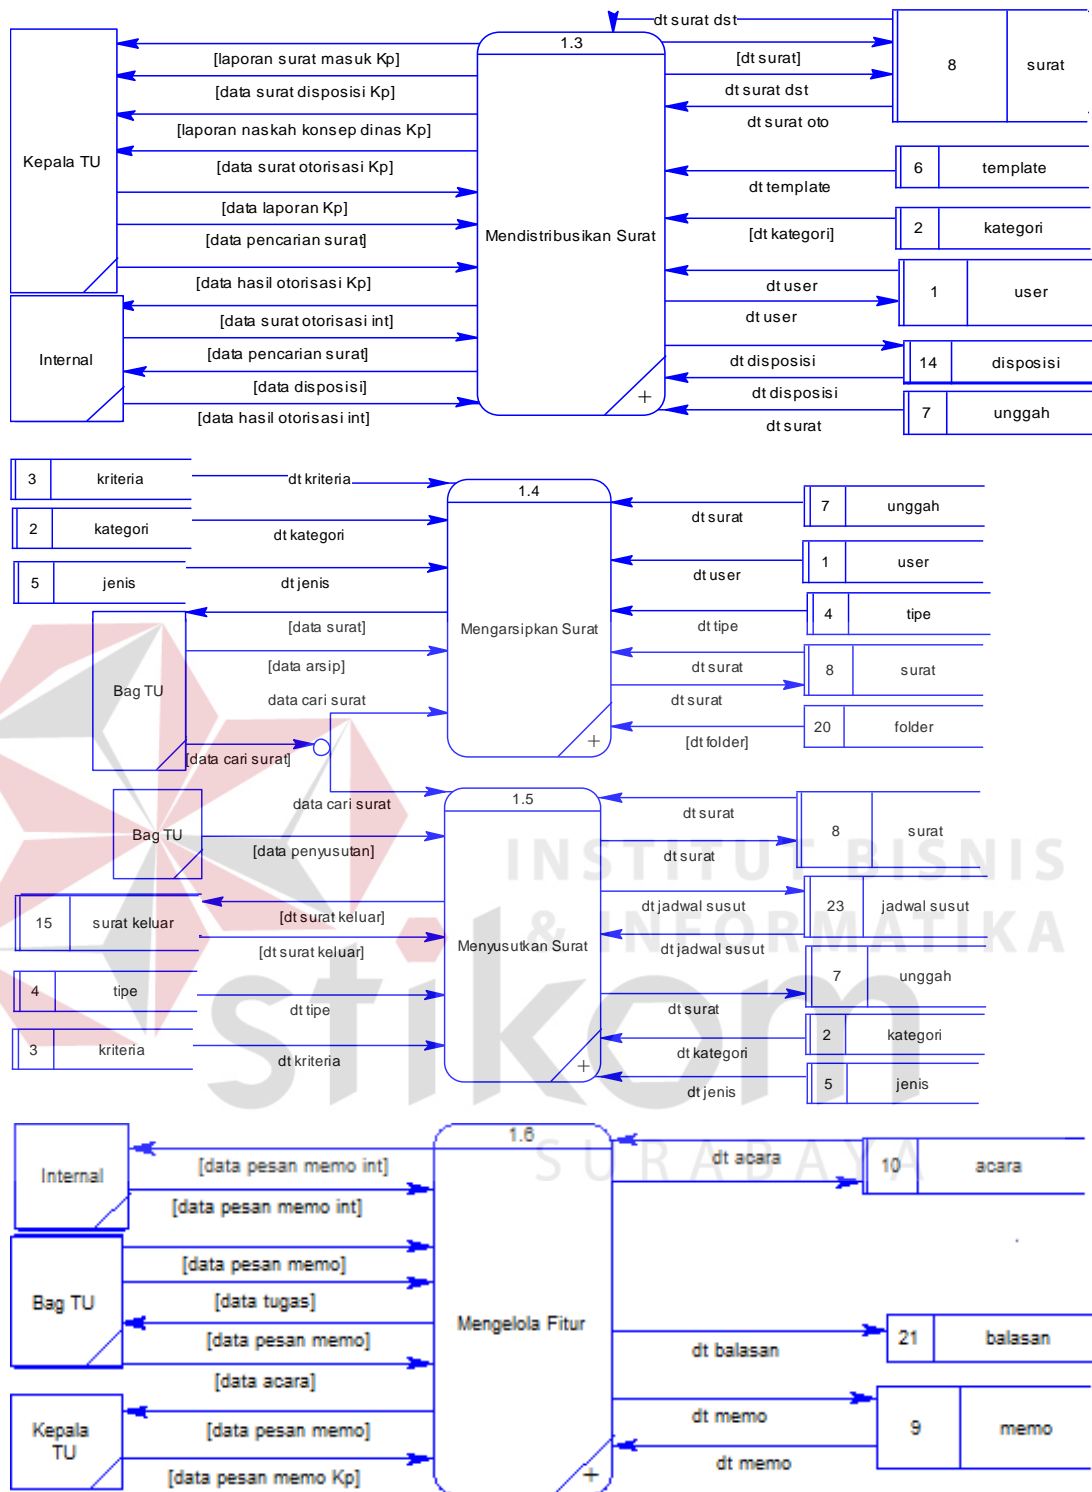 dt surat dst
1.3
[laporan surat masuk Kp]
[dt surat]
8
surat
[data surat disposisi Kp]
dt surat dst
[laporan naskah konsep dinas Kp]
dt surat oto
Kepala TU
[data surat otorisasi Kp]
6
template
dt template
[data laporan Kp]
2
kategori
[data pencarian surat]
Mendistribusikan Surat
[dt kategori]
[data hasil otorisasi Kp]
dt user
1
user
[data surat otorisasi int]
dt user
Internal
[data pencarian surat]
dt disposisi
14
disposisi
[data disposisi]
dt disposisi
+
[data hasil otorisasi int]
dt surat
7
unggah
3
kriteria
dt kriteria
1.4
7
unggah
dt surat
2
kategori
dt kategori
1
user
dt user
5
jenis
dt jenis
4
tipe
dt tipe
[data surat]
Mengarsipkan Surat
[data arsip]
dt surat
8
surat
Bag TU
data cari surat
dt surat
20
folder
[data cari surat]
[dt folder]
+
data cari surat
1.5
dt surat
Bag TU
[data penyusutan]
8
surat
dt surat
INSTITUT BISNIS
15
surat keluar
[dt surat keluar]
dt jadwal susut
23
jadwal susut
& INFORMATIKA
[dt surat keluar]
Menyusutkan Surat
dt jadwal susut
7
unggah
4
tipe
dt tipe
dt surat
stikom
2
kategori
3
kriteria
dt kriteria
dt kategori
+
5
jenis
dt jenis
1.6
SURABAYA
Internal
[data pesan memo int]
dt acara
10
acara
[data pesan memo int]
[data pesan memo]
Bag TU
[data tugas]
Mengelola Fitur
[data pesan memo]
dt balasan
21
balasan
[data acara]
Kepala
TU
[data pesan memo]
dt memo
9
memo
[data pesan memo Kp]
dt memo
+